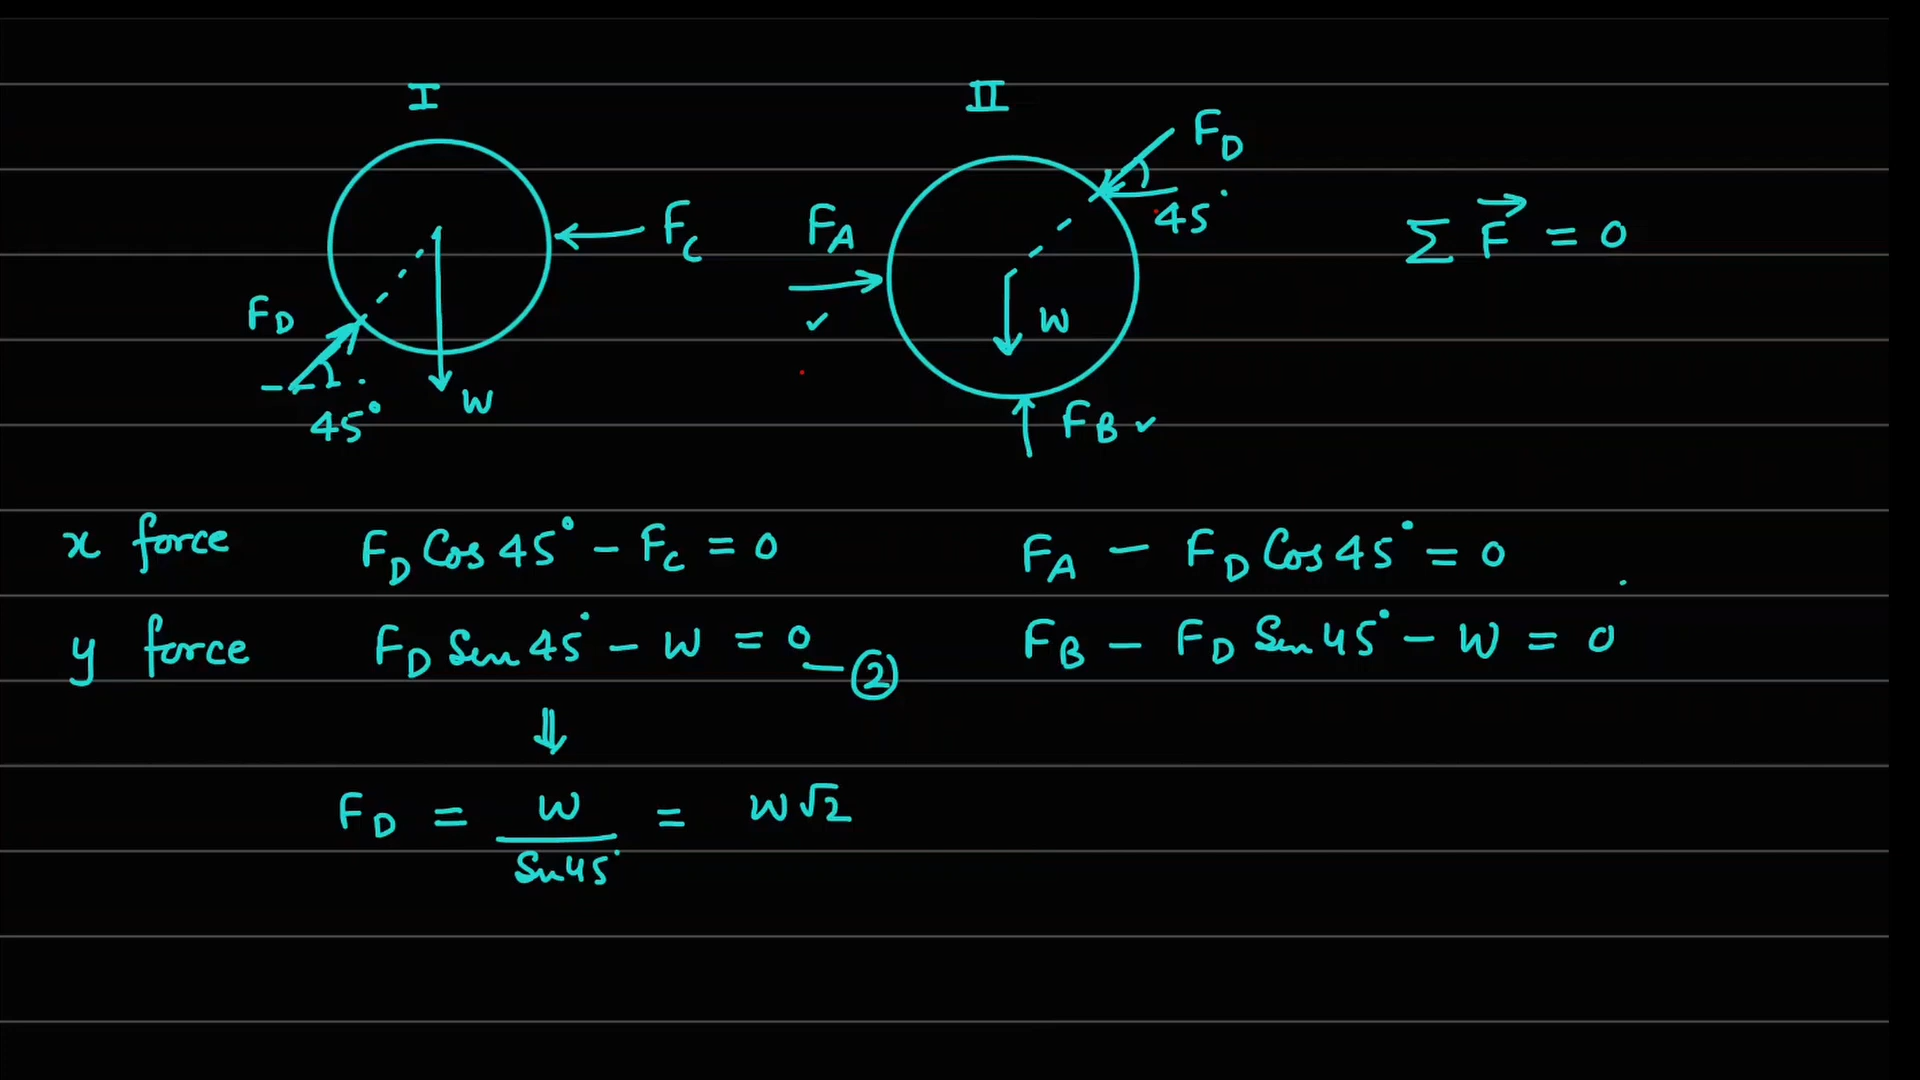 I II
F_D
F_C F_A 45° Σ F⃗ = 0
F_D W
45° W F_B ✓
x force F_D Cos 45° - F_C = 0 F_A - F_D Cos 45° = 0
y force F_D Sin 45° - W = 0 — ② F_B - F_D Sin 45° - W = 0
⇓
F_D = W / Sin 45° = W√2